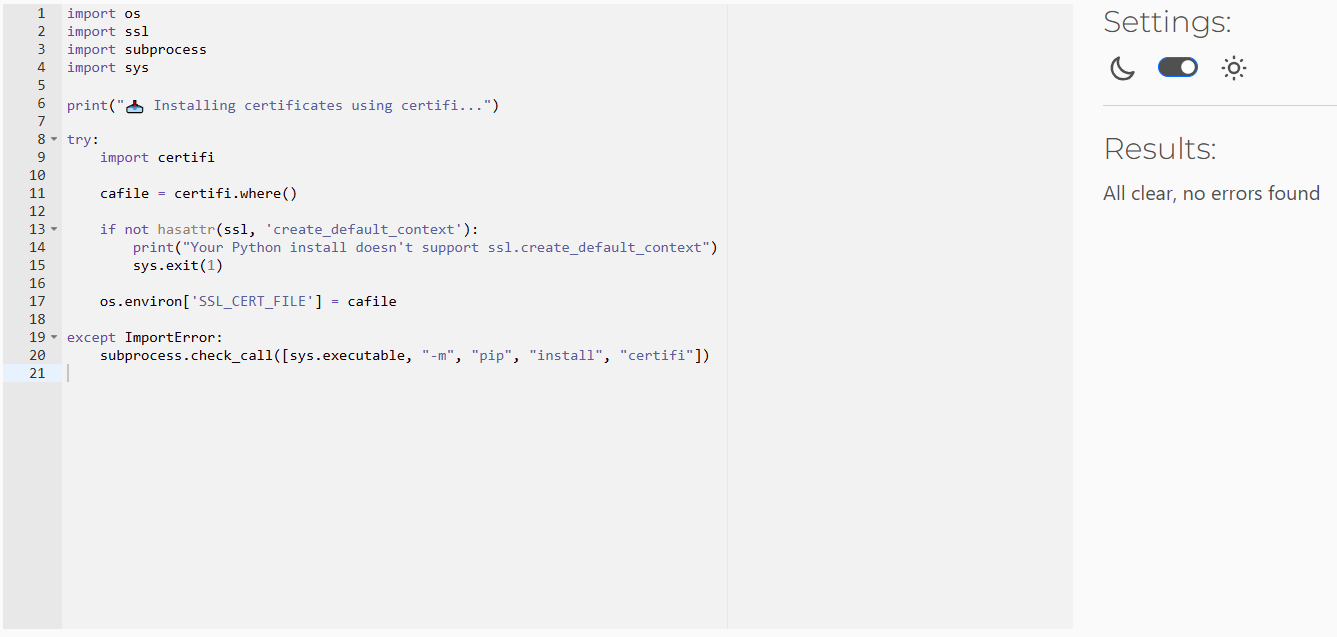 1 import os
2 import ssl
3 import subprocess
4 import sys
5
6 print("📥 Installing certificates using certifi...")
7
8 try:
9     import certifi
10
11     cafile = certifi.where()
12
13     if not hasattr(ssl, 'create_default_context'):
14         print("Your Python install doesn't support ssl.create_default_context")
15         sys.exit(1)
16
17     os.environ['SSL_CERT_FILE'] = cafile
18
19 except ImportError:
20     subprocess.check_call([sys.executable, "-m", "pip", "install", "certifi"])
21
Settings:
Results:
All clear, no errors found